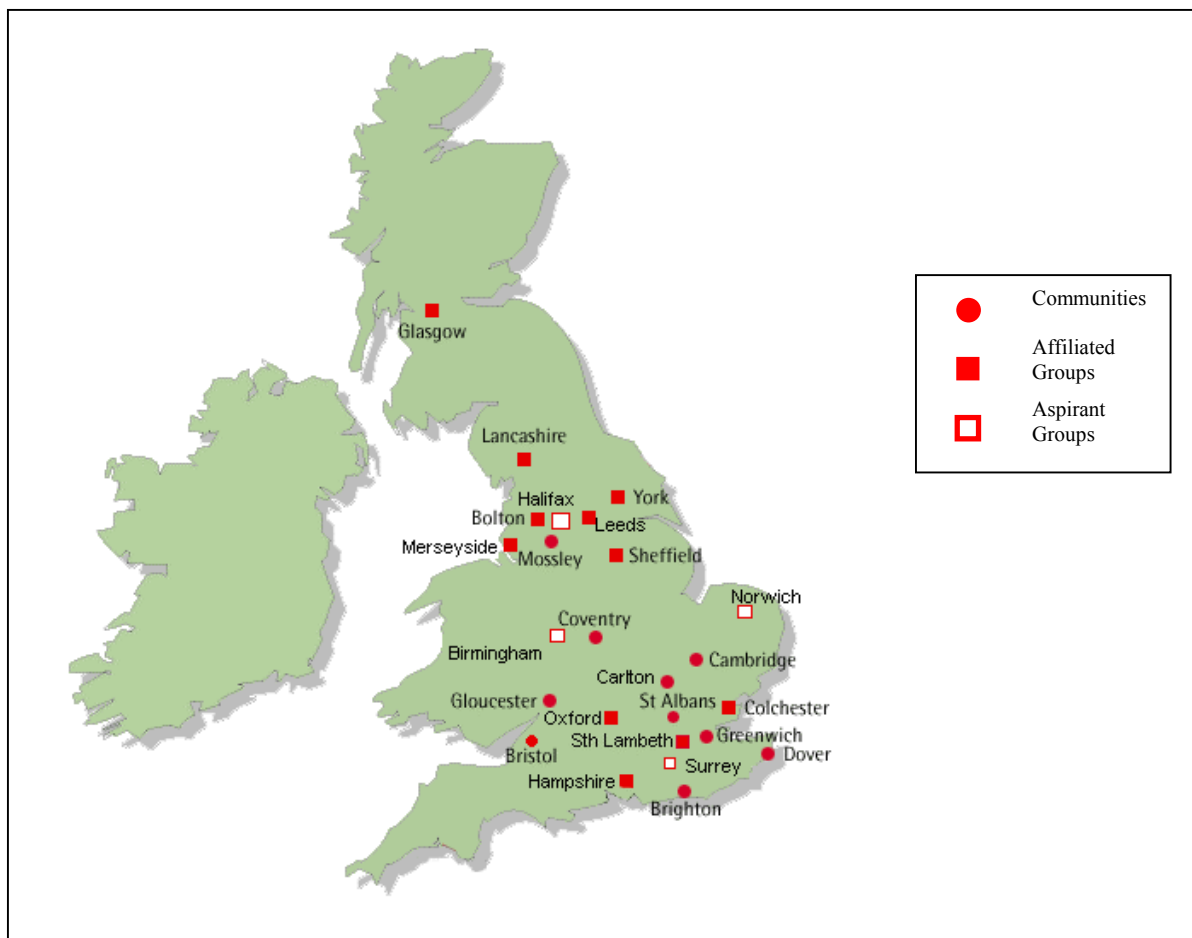 Communities
Affiliated
Groups
Aspirant
Groups
Glasgow
Lancashire
Halifax
York
Bolton
Leeds
Merseyside
Mossley
Sheffield
Norwich
Coventry
Birmingham
Cambridge
Carlton
Gloucester
St Albans
Colchester
Oxford
Sth Lambeth
Greenwich
Bristol
Dover
Surrey
Hampshire
Brighton